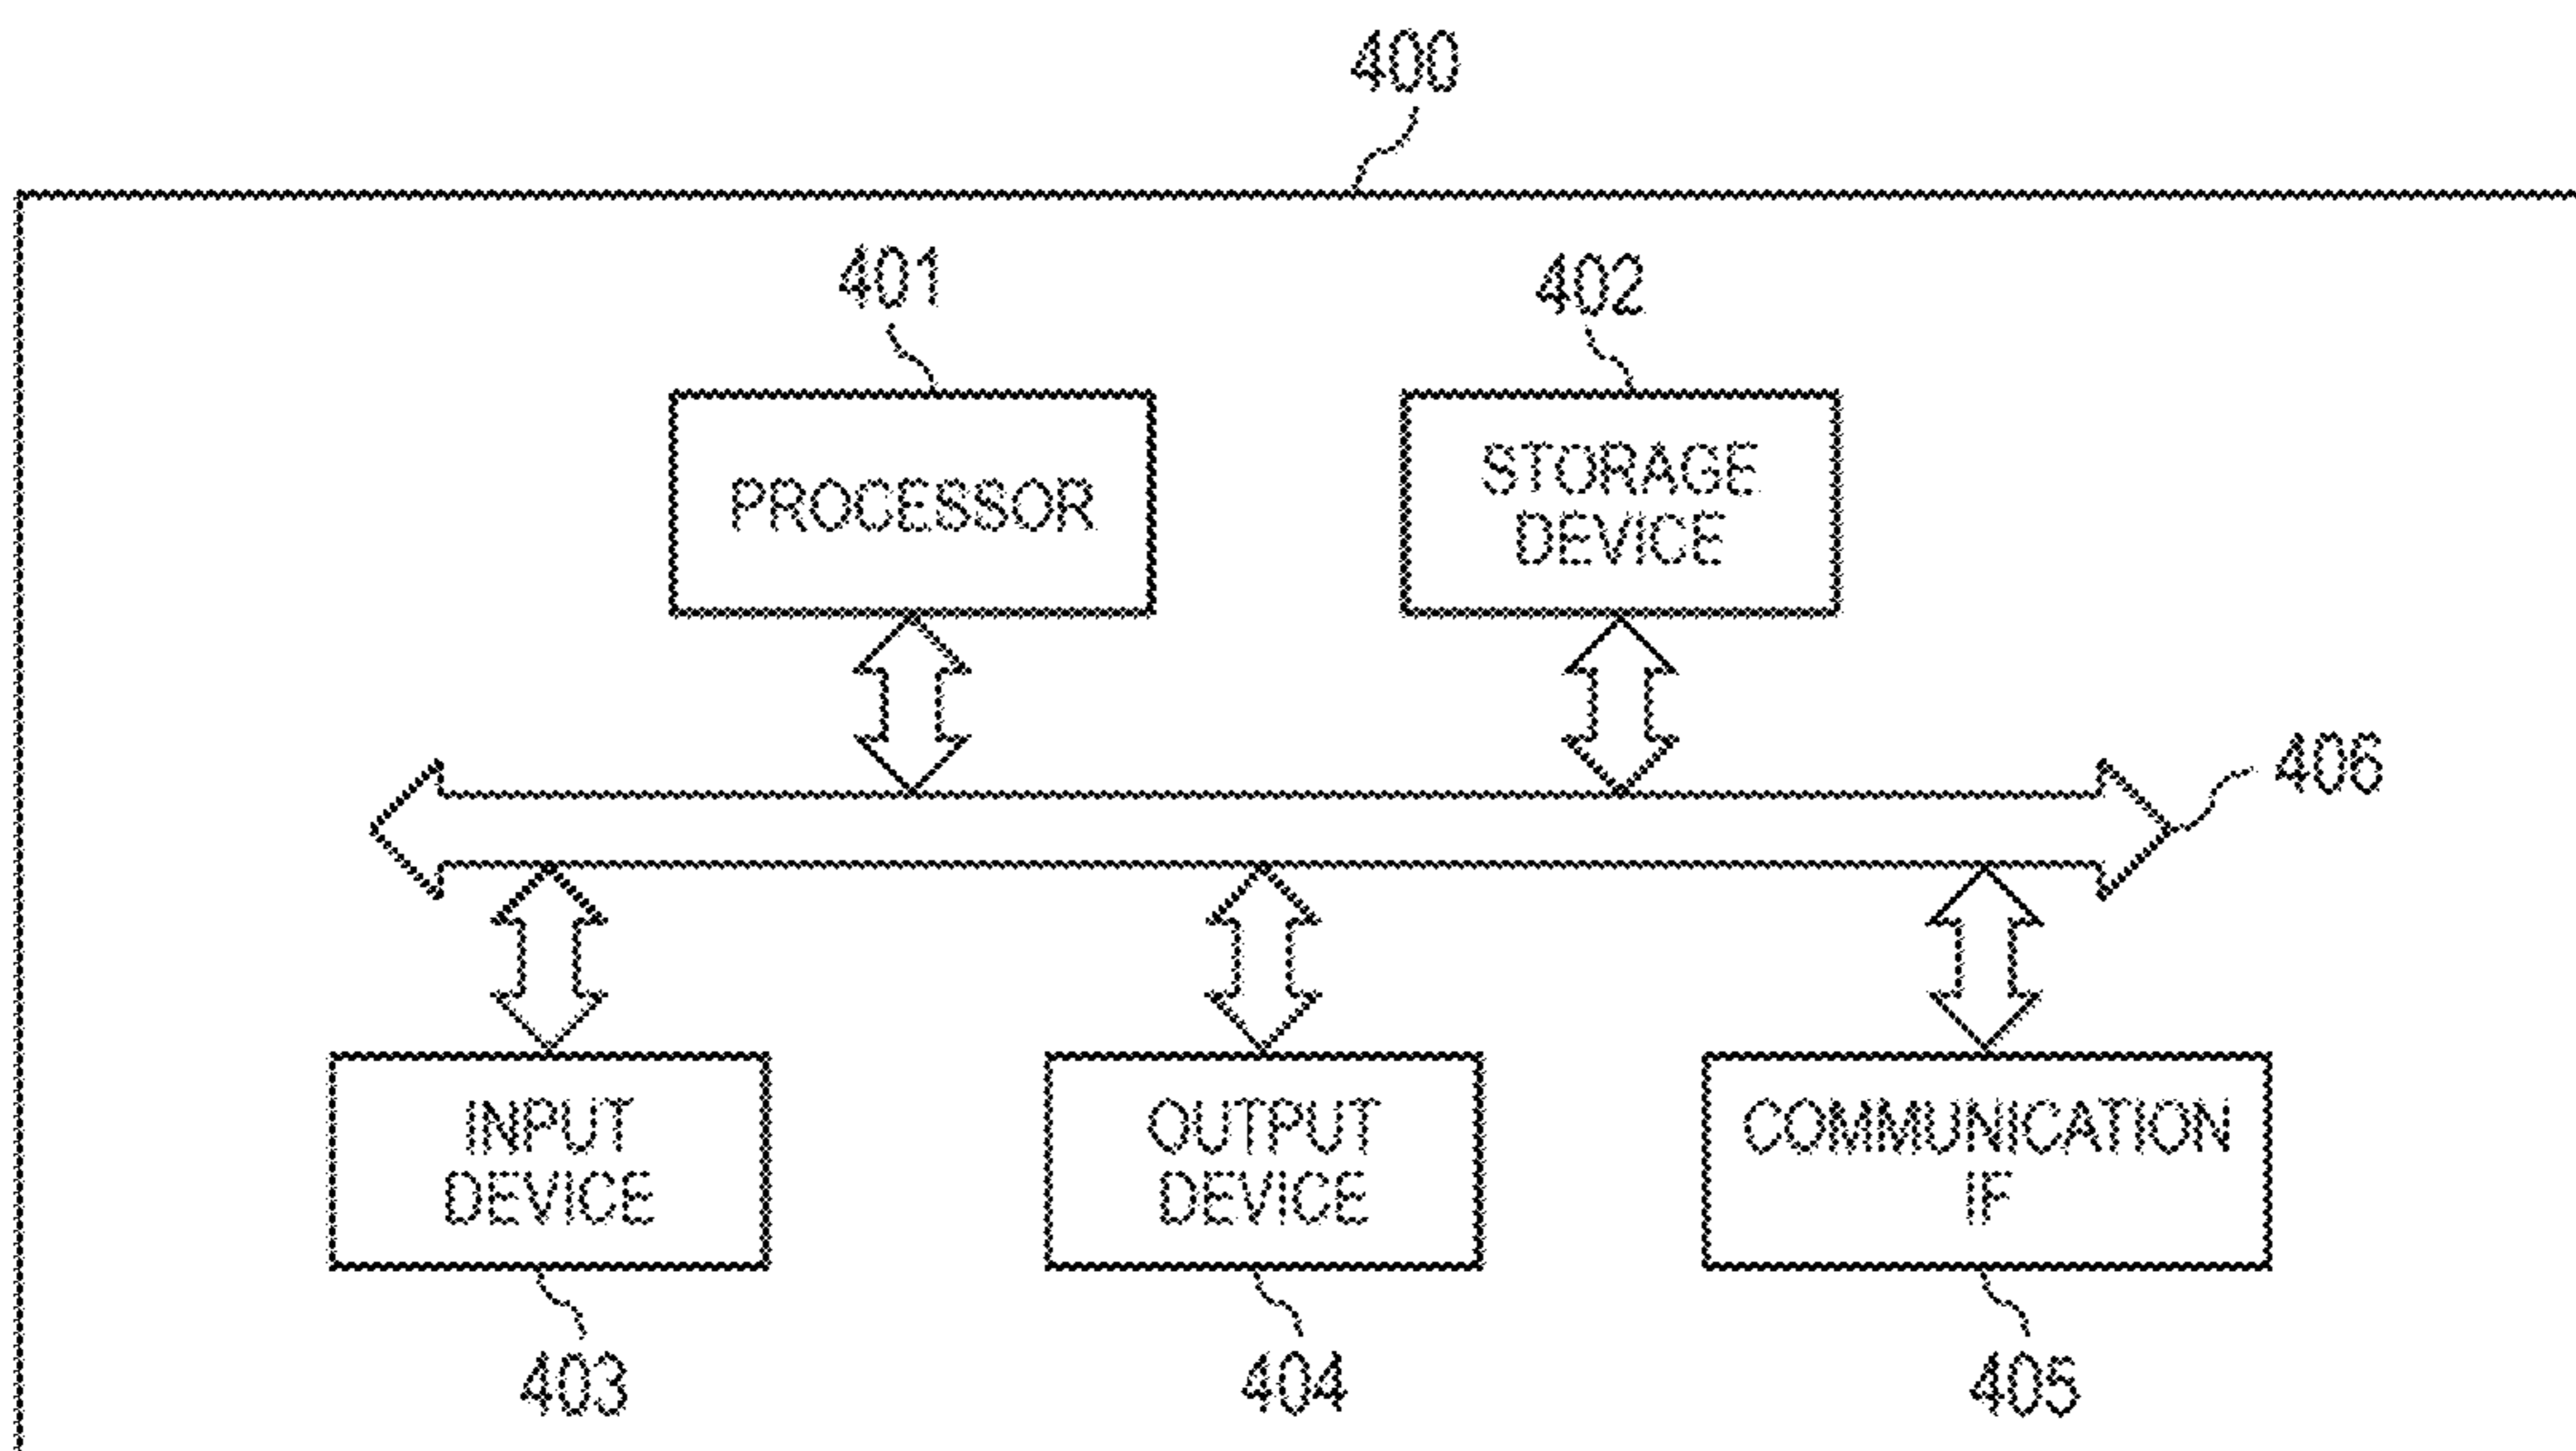 400
401
402
PROCESSOR
STORAGE
DEVICE
406
INPUT
DEVICE
OUTPUT
DEVICE
COMMUNICATION
IF
403
404
405